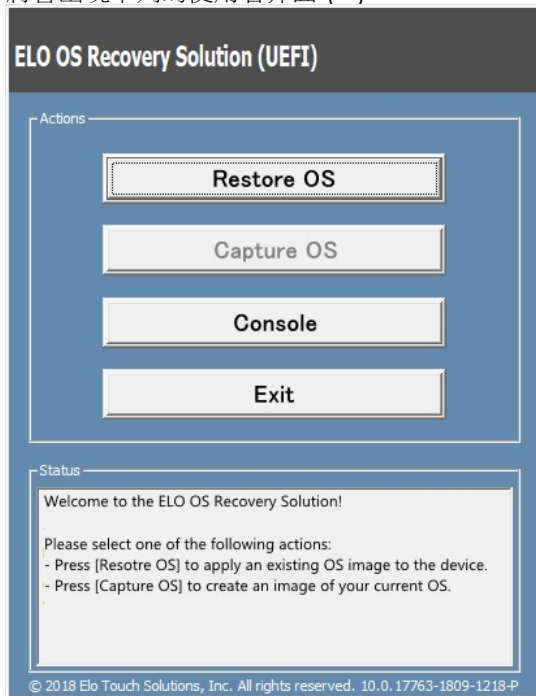 ELO OS Recovery Solution (UEFI)
Actions
Restore OS
Capture OS
Console
Exit
Status
Welcome to the ELO OS Recovery Solution!
Please select one of the following actions:
- Press [Resotre OS] to apply an existing OS image to the device.
- Press [Capture OS] to create an image of your current OS.
© 2018 Elo Touch Solutions, Inc. All rights reserved. 10.0.17763-1809-1218-P